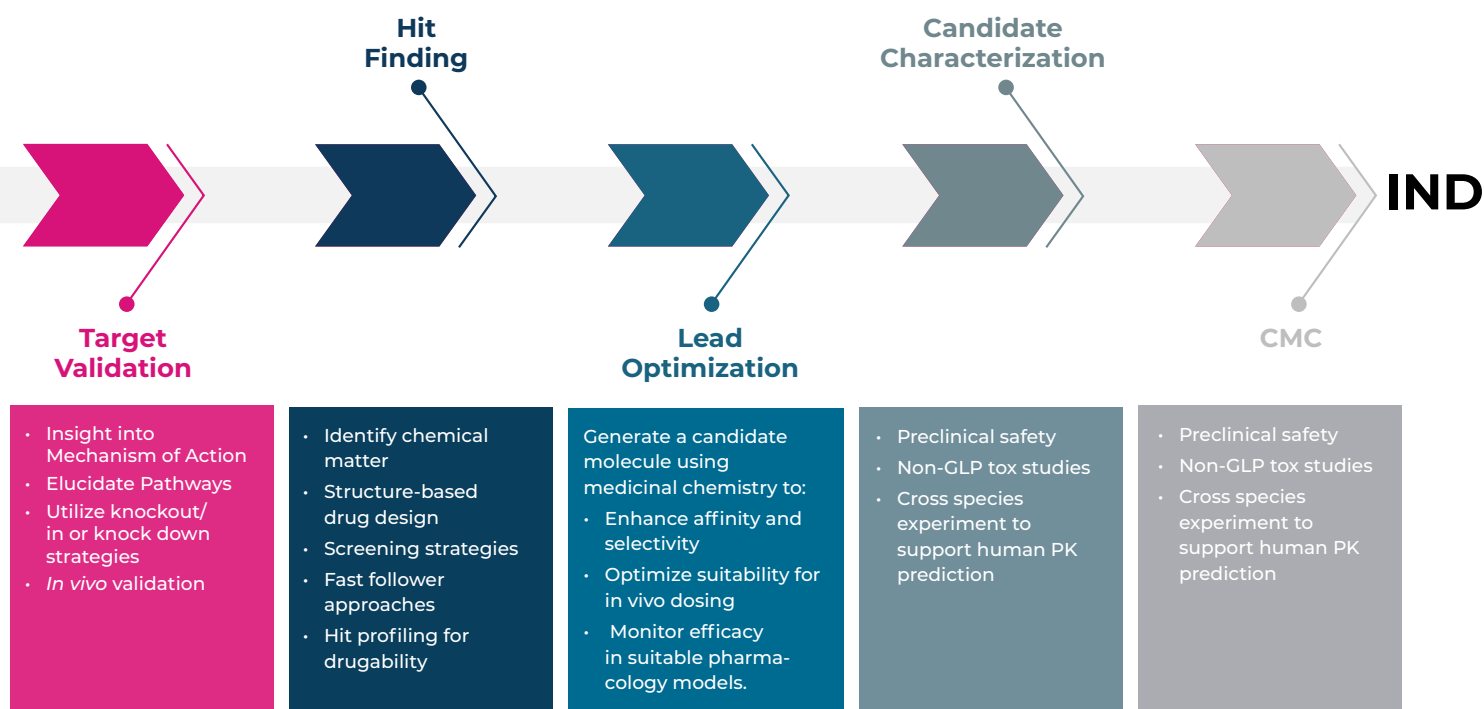 Hit
Finding
Candidate
Characterization
IND
Target
Validation
Lead
Optimization
CMC
• Insight into
Mechanism of Action
• Elucidate Pathways
• Utilize knockout/
in or knock down
strategies
• In vivo validation
• Identify chemical
matter
• Structure-based
drug design
• Screening strategies
• Fast follower
approaches
• Hit profiling for
drugability
Generate a candidate
molecule using
medicinal chemistry to:
• Enhance affinity and
selectivity
• Optimize suitability for
in vivo dosing
• Monitor efficacy
in suitable pharma-
cology models.
• Preclinical safety
• Non-GLP tox studies
• Cross species
experiment to
support human PK
prediction
• Preclinical safety
• Non-GLP tox studies
• Cross species
experiment to
support human PK
prediction